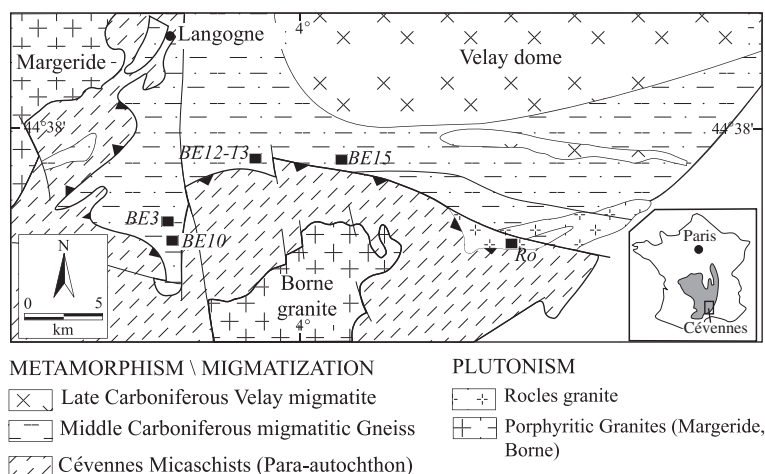 Langogne
4°
Margeride
Velay dome
44°38'
44°38'
BE12-13
BE15
BE3
BE10
Ro
N
0 5
km
Borne
granite
4°
Paris
Cévennes
METAMORPHISM \ MIGMATIZATION
Late Carboniferous Velay migmatite
Middle Carboniferous migmatitic Gneiss
Cévennes Micaschists (Para-autochthon)
PLUTONISM
Rocles granite
Porphyritic Granites (Margeride,
Borne)